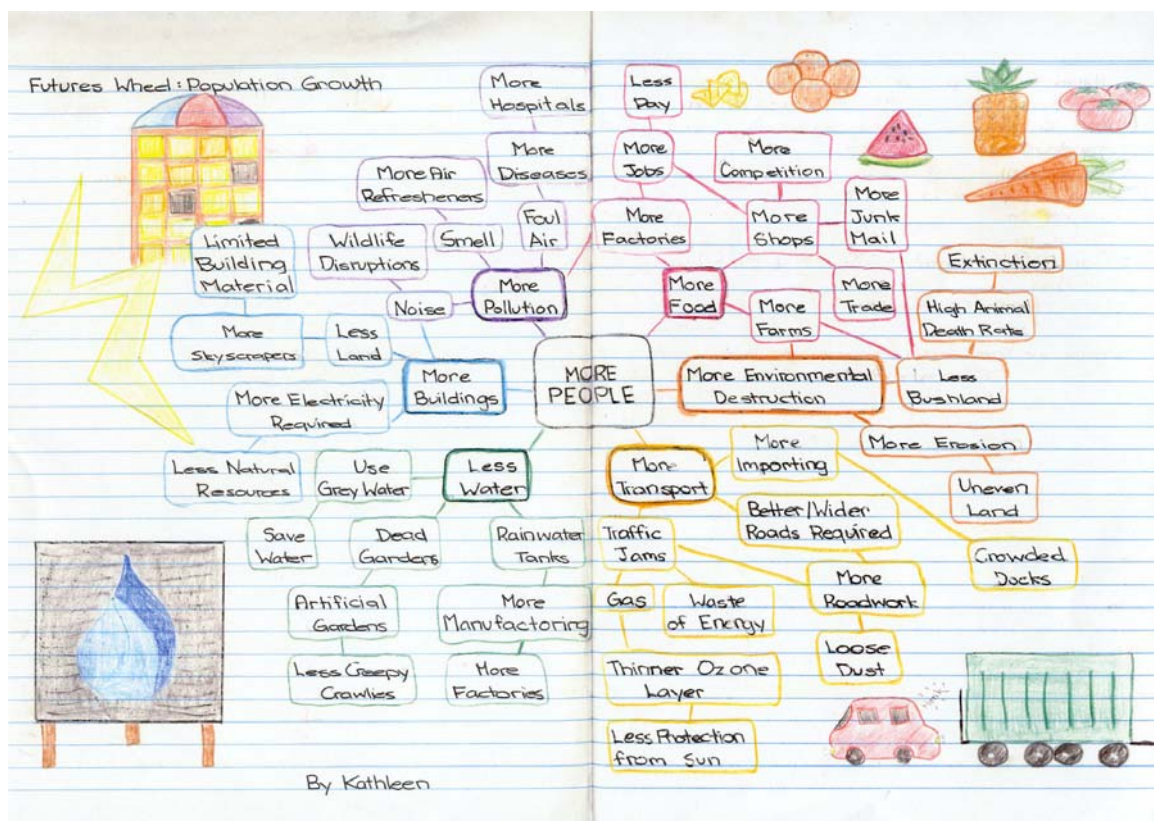 Futures Wheel: Population Growth
More
Hospitals
Less
Pay
More
Diseases
More
Jobs
More
Competition
More Air
Refresheners
Foul
Air
More
Factories
More
Shops
More
Junk
Mail
Limited
Building
Material
Wildlife
Disruptions
Smell
Extinction
Noise
More
Pollution
More
Food
More
Farms
More
Trade
High Animal
Death Rate
More
Skyscrapers
Less
Land
More
Buildings
MORE
PEOPLE
More Environmental
Destruction
Less
Bushland
More Electricity
Required
More Erosion
Less Natural
Resources
Use
Grey Water
Less
Water
More
Transport
More
Importing
Uneven
Land
Save
Water
Dead
Gardens
Rainwater
Tanks
Traffic
Jams
Better/Wider
Roads Required
Crowded
Docks
Artificial
Gardens
More
Manufactoring
Gas
Waste
of Energy
More
Roadwork
Less Creepy
Crawlies
More
Factories
Thinner Ozone
Layer
Loose
Dust
Less Protection
from Sun
By Kathleen